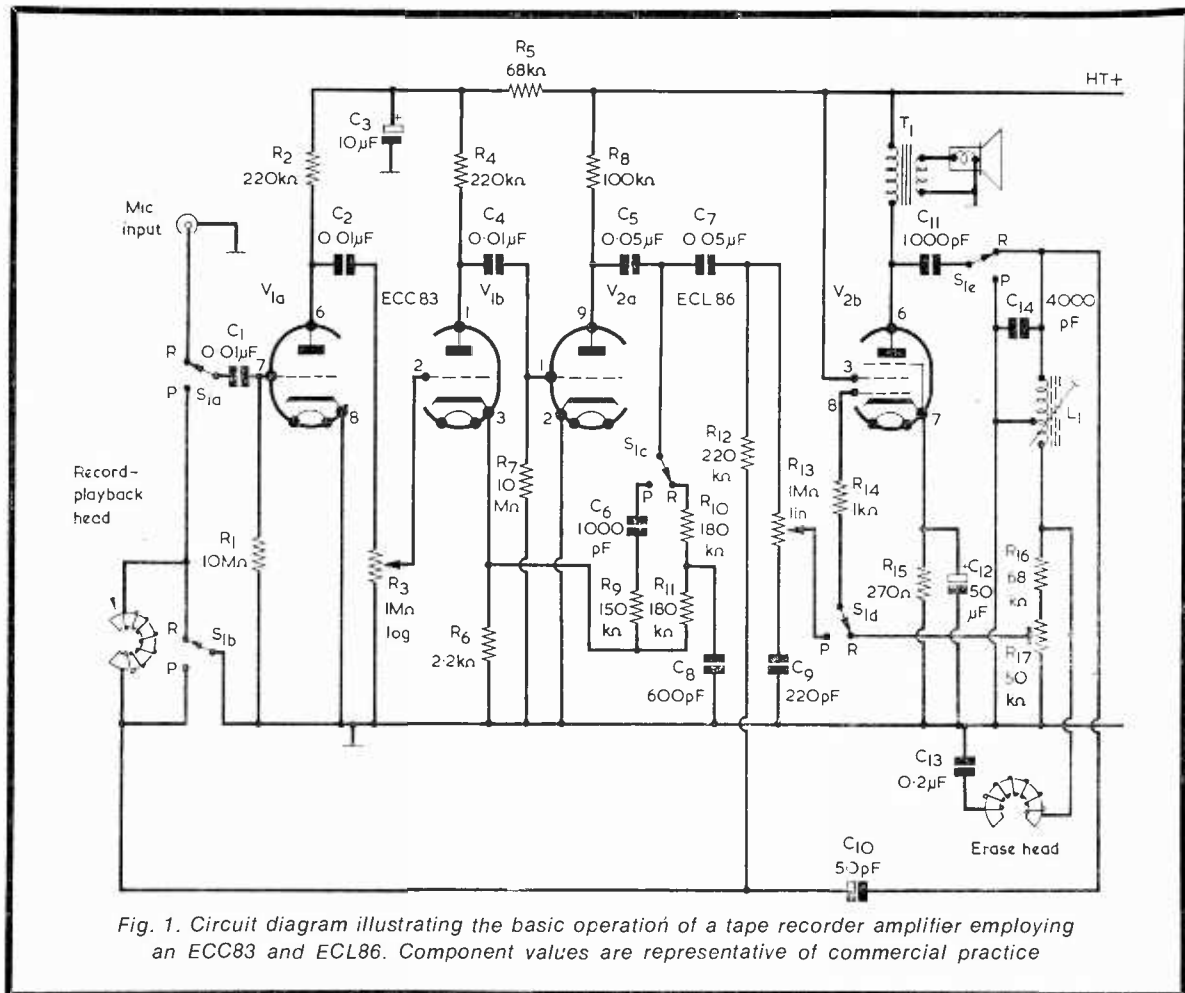 R5
68kΩ
HT+
C3
10µF
+
R2
220kΩ
R4
220kΩ
R8
100kΩ
T1
Mic
input
C2
0·01µF
C4
0·01µF
C5
0·05µF
C7
0·05µF
C11
1000pF
R
S1e
P
V1a
ECC83
V1b
V2a
ECL86
V2b
C14
4000
pF
6
1
9
6
R
C1
0·01µF
7
2
1
3
8
P
S1a
8
3
2
7
L1
Record-
playback
head
R1
10MΩ
R3
1MΩ
log
R7
10
MΩ
S1c
P
R
R12
220
kΩ
R13
1MΩ
lin
R14
1kΩ
C6
1000
pF
R10
180
kΩ
R15
270Ω
+
C12
50
µF
R16
68
kΩ
R
S1b
P
R6
2·2kΩ
R9
150
kΩ
R11
180
kΩ
P
S1d
R
R17
50
kΩ
C8
600pF
C9
220pF
C13
0·2µF
Erase head
C10
50pF
Fig. 1. Circuit diagram illustrating the basic operation of a tape recorder amplifier employing
an ECC83 and ECL86. Component values are representative of commercial practice